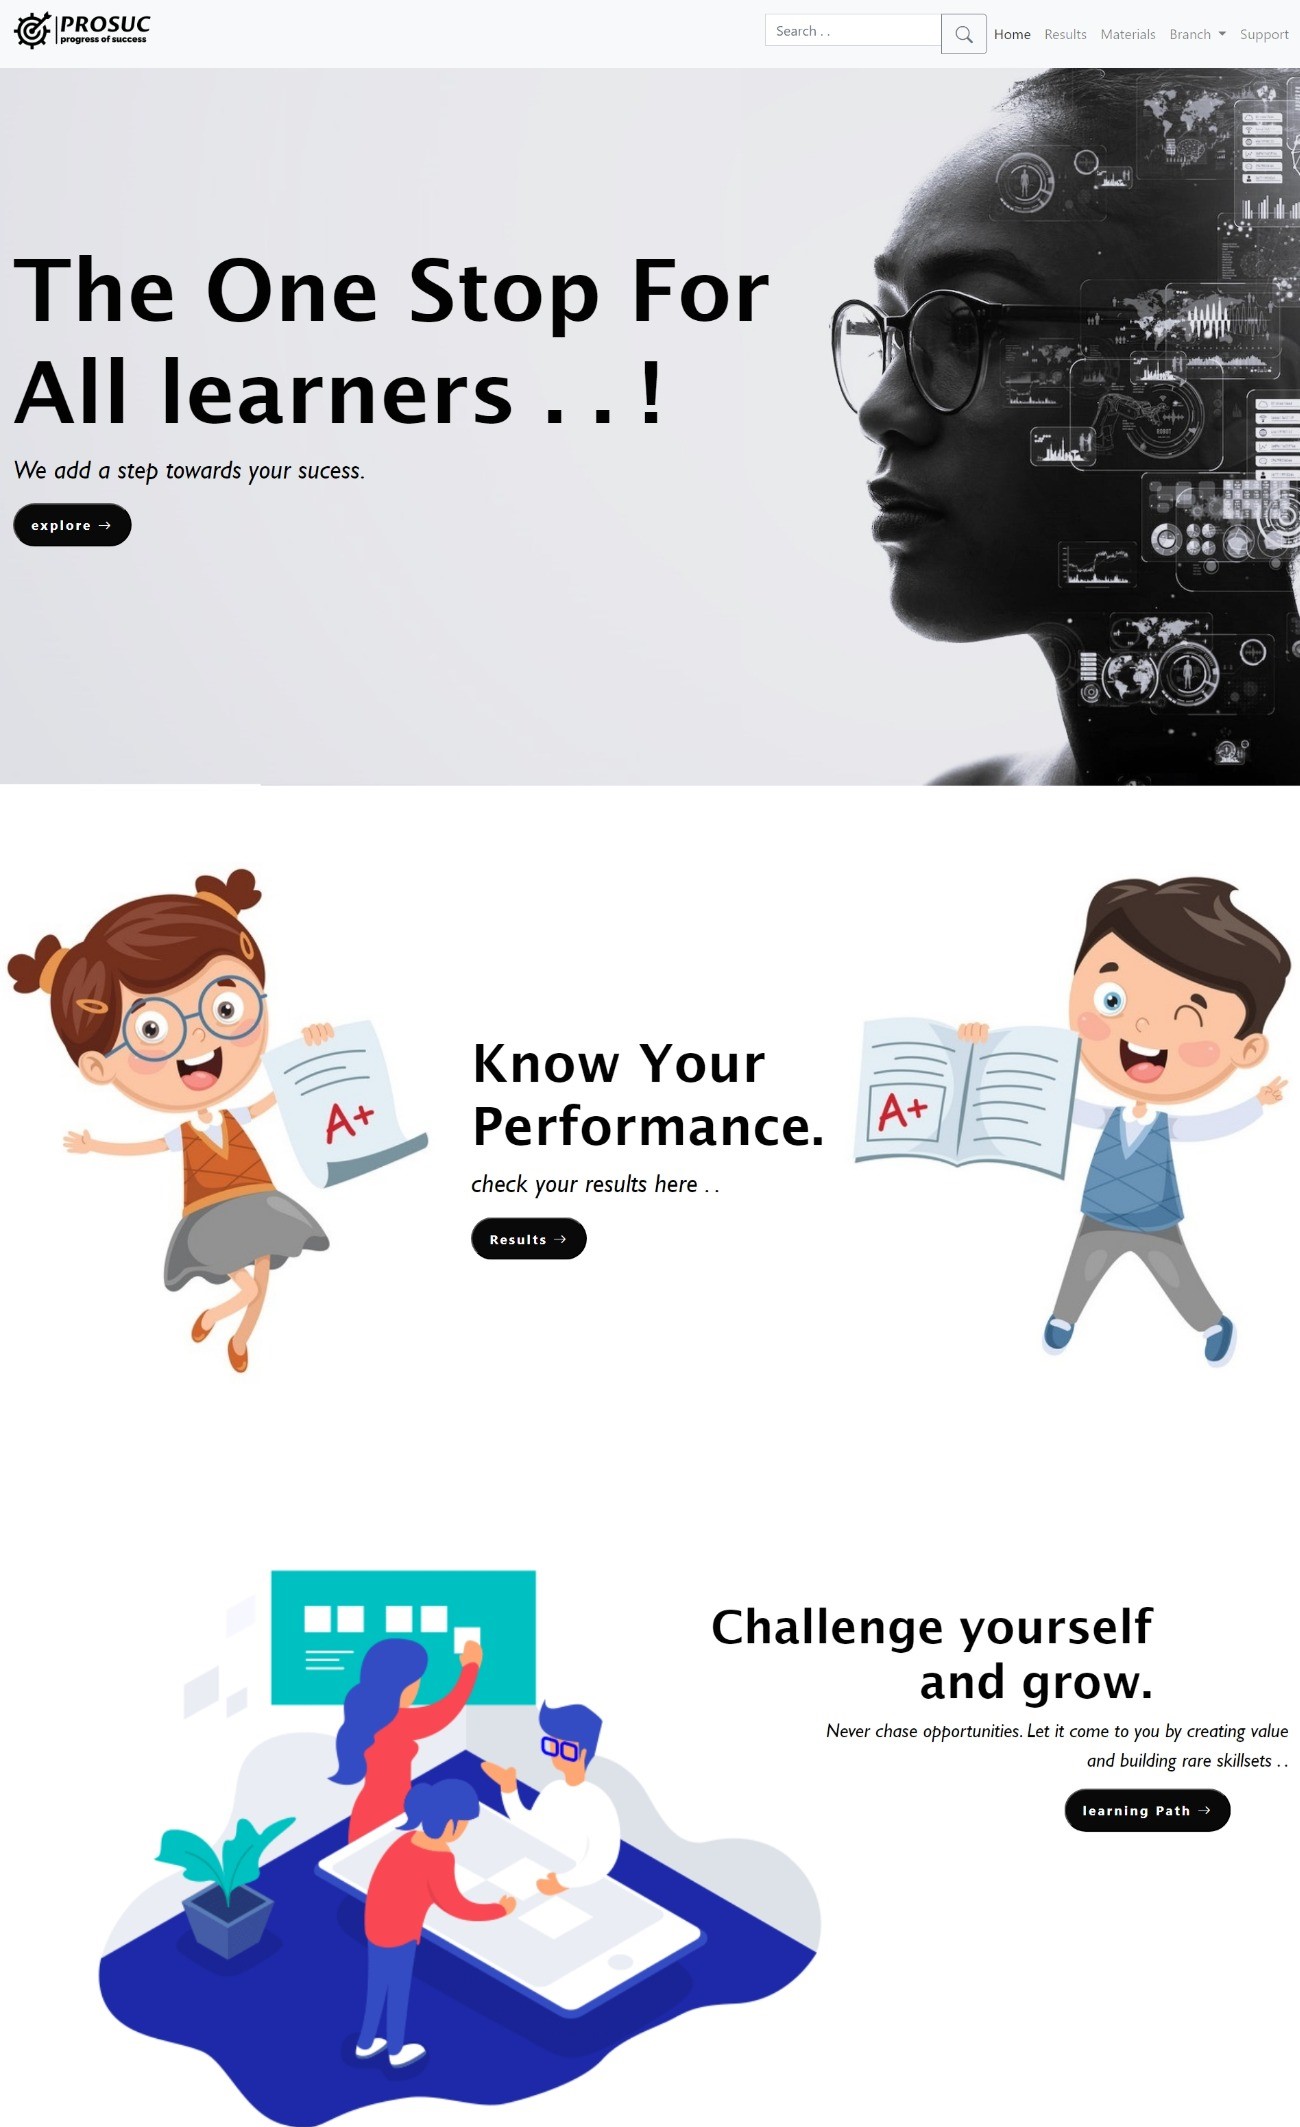 PROSUC
progress of success
Search . .
Home Results Materials Branch Support
The One Stop For
All learners . . !
We add a step towards your sucess.
explore →
A+
Know Your
Performance.
check your results here . .
Results →
A+
Challenge yourself
and grow.
Never chase opportunities. Let it come to you by creating value
and building rare skillsets . .
learning Path →